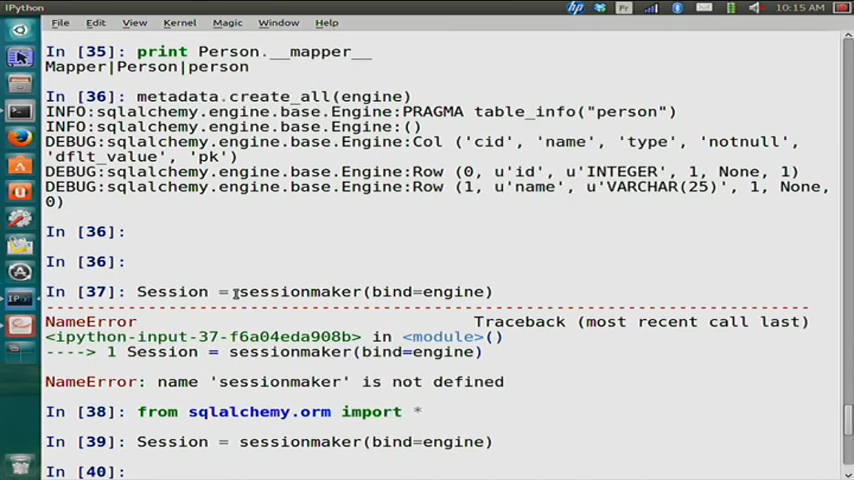 IPython
Fr
10:15 AM
File Edit View Kernel Magic Window Help
In [35]: print Person.__mapper__
Mapper|Person|person
In [36]: metadata.create_all(engine)
INFO:sqlalchemy.engine.base.Engine:PRAGMA table_info("person")
INFO:sqlalchemy.engine.base.Engine:()
DEBUG:sqlalchemy.engine.base.Engine:Col ('cid', 'name', 'type', 'notnull',
'dflt_value', 'pk')
DEBUG:sqlalchemy.engine.base.Engine:Row (0, u'id', u'INTEGER', 1, None, 1)
DEBUG:sqlalchemy.engine.base.Engine:Row (1, u'name', u'VARCHAR(25)', 1, None,
0)
In [36]:
In [36]:
In [37]: Session = sessionmaker(bind=engine)
---------------------------------------------------------------------------
NameError Traceback (most recent call last)
<ipython-input-37-f6a04eda908b> in <module>()
----> 1 Session = sessionmaker(bind=engine)
NameError: name 'sessionmaker' is not defined
In [38]: from sqlalchemy.orm import *
In [39]: Session = sessionmaker(bind=engine)
In [40]: